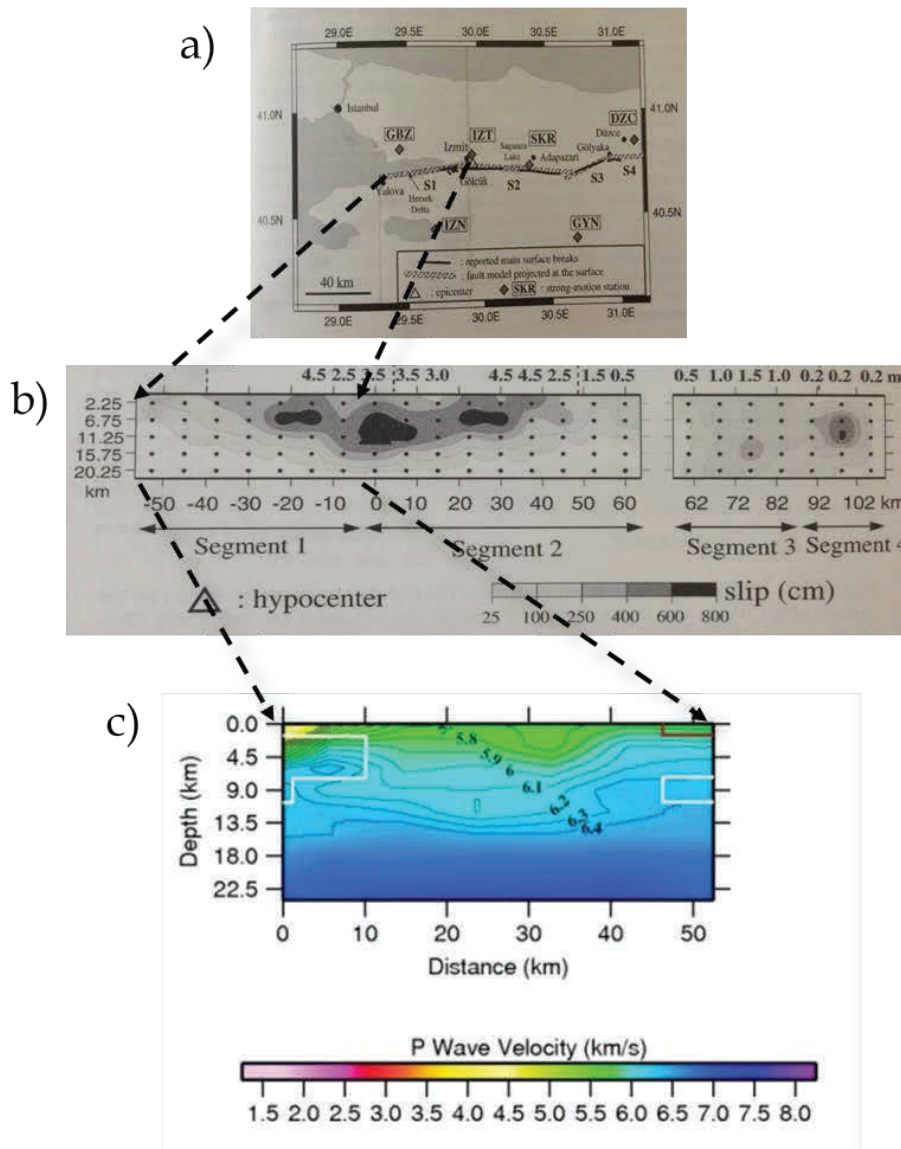 a)
29.0E 29.5E 30.0E 30.5E 31.0E
41.0N
41.0N
Istanbul
GBZ
IZT
Izmit
Sapanca Lake
SKR
Adapazari
DZC
Düzce
Gölyaka
Yalova
S1
Hersek Delta
Gölcük
S2
S3
S4
40.5N
40.5N
IZN
GYN
: reported main surface breaks
: fault model projected at the surface
: epicenter
SKR : strong-motion station
40 km
29.0E 29.5E 30.0E 30.5E 31.0E
b)
4.5 2.5 3.5 3.5 3.0 4.5 4.5 2.5 1.5 0.5
0.5 1.0 1.5 1.0 0.2 0.2 0.2 m
2.25
6.75
11.25
15.75
20.25
km
-50 -40 -30 -20 -10 0 10 20 30 40 50 60
62 72 82 92 102 km
Segment 1 Segment 2 Segment 3 Segment 4
: hypocenter
slip (cm)
25 100 250 400 600 800
c)
Depth (km)
0.0
4.5
9.0
13.5
18.0
22.5
5.8
5.9
6
6.1
6.2
6.3
6.4
0 10 20 30 40 50
Distance (km)
P Wave Velocity (km/s)
1.5 2.0 2.5 3.0 3.5 4.0 4.5 5.0 5.5 6.0 6.5 7.0 7.5 8.0